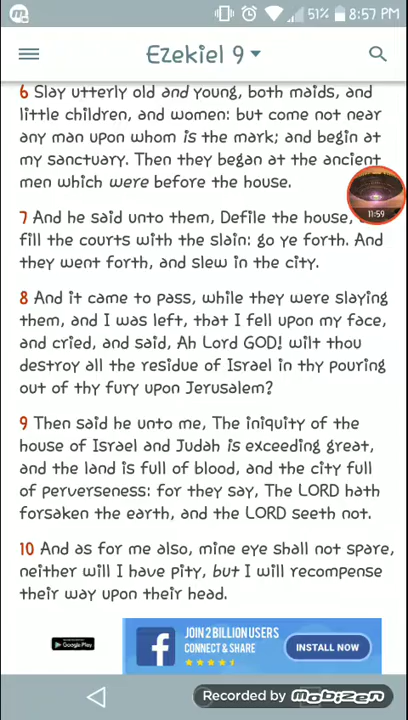 51% 8:57 PM
Ezekiel 9
6 Slay utterly old and young, both maids, and
little children, and women: but come not near
any man upon whom is the mark; and begin at
my sanctuary. Then they began at the ancient
men which were before the house.
7 And he said unto them, Defile the house,
fill the courts with the slain: go ye forth. And
they went forth, and slew in the city.
11:59
8 And it came to pass, while they were slaying
them, and I was left, that I fell upon my face,
and cried, and said, Ah Lord GOD! wilt thou
destroy all the residue of Israel in thy pouring
out of thy fury upon Jerusalem?
9 Then said he unto me, The iniquity of the
house of Israel and Judah is exceeding great,
and the land is full of blood, and the city full
of perverseness: for they say, The LORD hath
forsaken the earth, and the LORD seeth not.
10 And as for me also, mine eye shall not spare,
neither will I have pity, but I will recompense
their way upon their head.
Google Play
JOIN 2 BILLION USERS
CONNECT & SHARE
INSTALL NOW
Recorded by mobizen